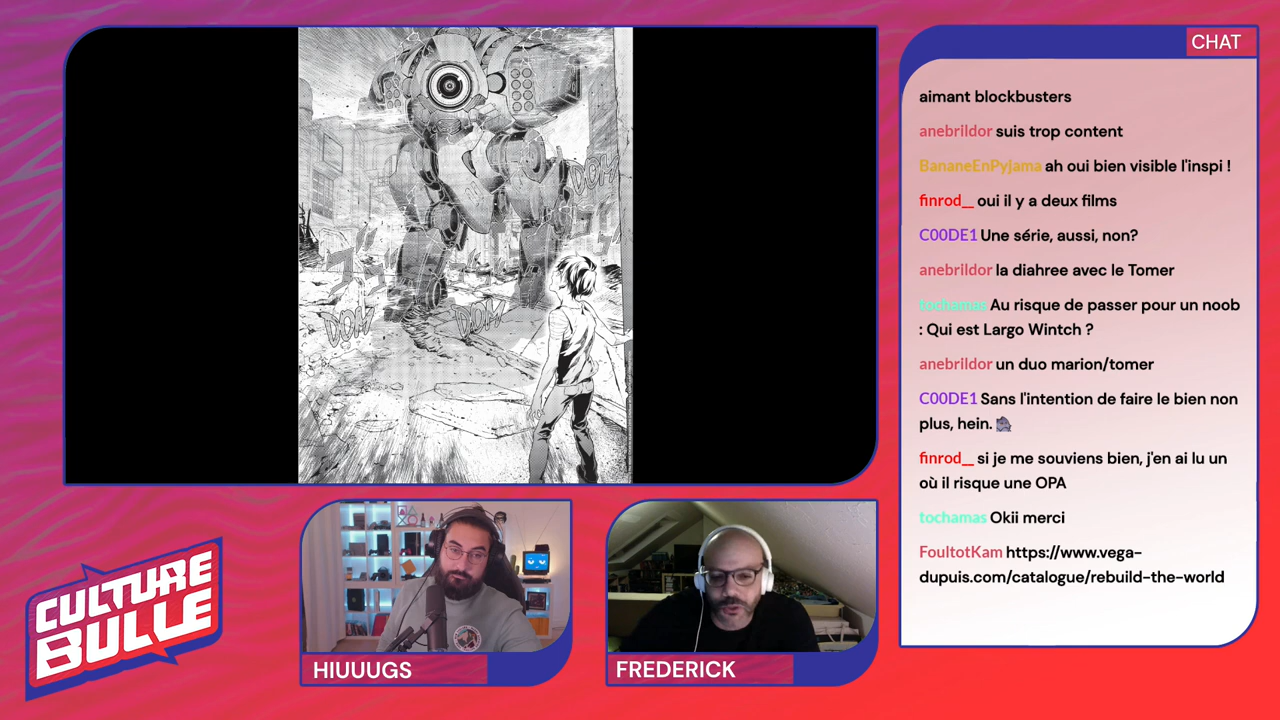 CHAT
aimant blockbusters
anebrildor suis trop content
BananeEnPyjama ah oui bien visible l'inspi !
finrod__ oui il y a deux films
C00DE1 Une série, aussi, non?
anebrildor la diahree avec le Tomer
tochamas Au risque de passer pour un noob
: Qui est Largo Wintch ?
anebrildor un duo marion/tomer
C00DE1 Sans l'intention de faire le bien non
plus, hein.
finrod__ si je me souviens bien, j'en ai lu un
où il risque une OPA
tochamas Okii merci
FoultotKam https://www.vega-
dupuis.com/catalogue/rebuild-the-world
DOM
DOM
DOM
CULTURE
BULLE
HIUUUGS
FREDERICK